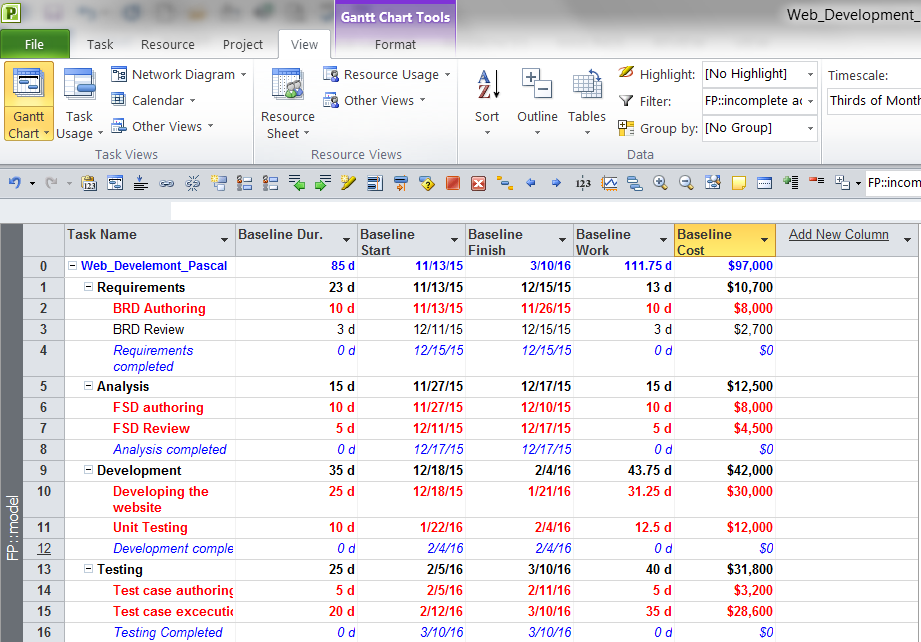 P
Gantt Chart Tools
Web_Development_
File Task Resource Project View Format
Gantt Chart
Task Usage
Network Diagram
Calendar
Other Views
Task Views
Resource Sheet
Resource Usage
Other Views
Resource Views
Sort
Outline
Tables
Highlight: [No Highlight]
Filter: FP::incomplete ac
Group by: [No Group]
Data
Timescale:
Thirds of Month
123 FP::incom
Task Name Baseline Dur. Baseline Start Baseline Finish Baseline Work Baseline Cost Add New Column
0 Web_Develemont_Pascal 85 d 11/13/15 3/10/16 111.75 d $97,000
1 Requirements 23 d 11/13/15 12/15/15 13 d $10,700
2 BRD Authoring 10 d 11/13/15 11/26/15 10 d $8,000
3 BRD Review 3 d 12/11/15 12/15/15 3 d $2,700
4 Requirements 0 d 12/15/15 12/15/15 0 d $0
completed
5 Analysis 15 d 11/27/15 12/17/15 15 d $12,500
6 FSD authoring 10 d 11/27/15 12/10/15 10 d $8,000
7 FSD Review 5 d 12/11/15 12/17/15 5 d $4,500
8 Analysis completed 0 d 12/17/15 12/17/15 0 d $0
9 Development 35 d 12/18/15 2/4/16 43.75 d $42,000
10 Developing the 25 d 12/18/15 1/21/16 31.25 d $30,000
website
11 Unit Testing 10 d 1/22/16 2/4/16 12.5 d $12,000
12 Development comple 0 d 2/4/16 2/4/16 0 d $0
13 Testing 25 d 2/5/16 3/10/16 40 d $31,800
14 Test case authoring 5 d 2/5/16 2/11/16 5 d $3,200
15 Test case excecutio 20 d 2/12/16 3/10/16 35 d $28,600
16 Testing Completed 0 d 3/10/16 3/10/16 0 d $0
FP::model